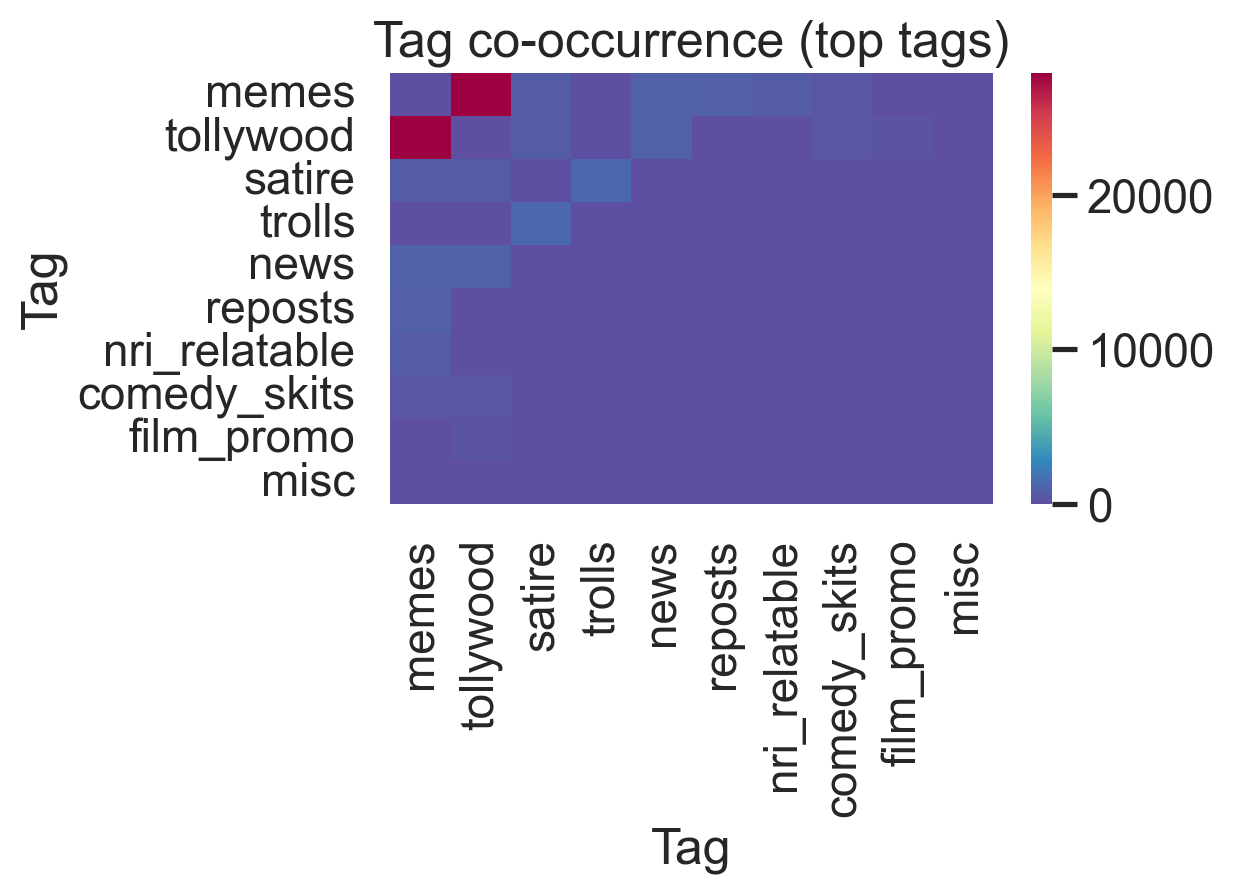 Tag co-occurrence (top tags)
memes
tollywood
satire
trolls
news
reposts
nri_relatable
comedy_skits
film_promo
misc
Tag
20000
10000
0
memes
tollywood
satire
trolls
news
reposts
nri_relatable
comedy_skits
film_promo
misc
Tag